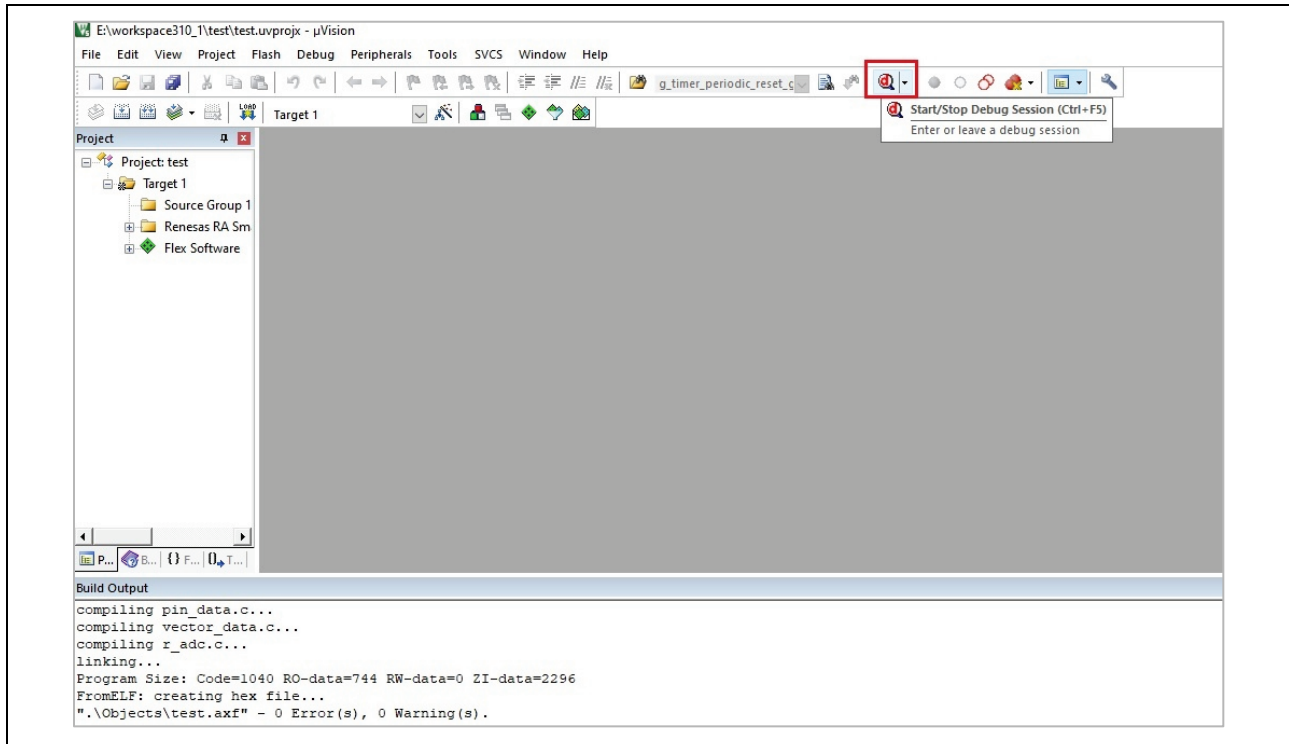 E:\workspace310_1\test\test.uvprojx - µVision
File Edit View Project Flash Debug Peripherals Tools SVCS Window Help
g_timer_periodic_reset_g
LOAD Target 1
Start/Stop Debug Session (Ctrl+F5)
Enter or leave a debug session
Project
Project: test
Target 1
Source Group 1
Renesas RA Sm
Flex Software
P... B... {} F... 0 T...
Build Output
compiling pin_data.c...
compiling vector_data.c...
compiling r_adc.c...
linking...
Program Size: Code=1040 RO-data=744 RW-data=0 ZI-data=2296
FromELF: creating hex file...
".\Objects\test.axf" - 0 Error(s), 0 Warning(s).